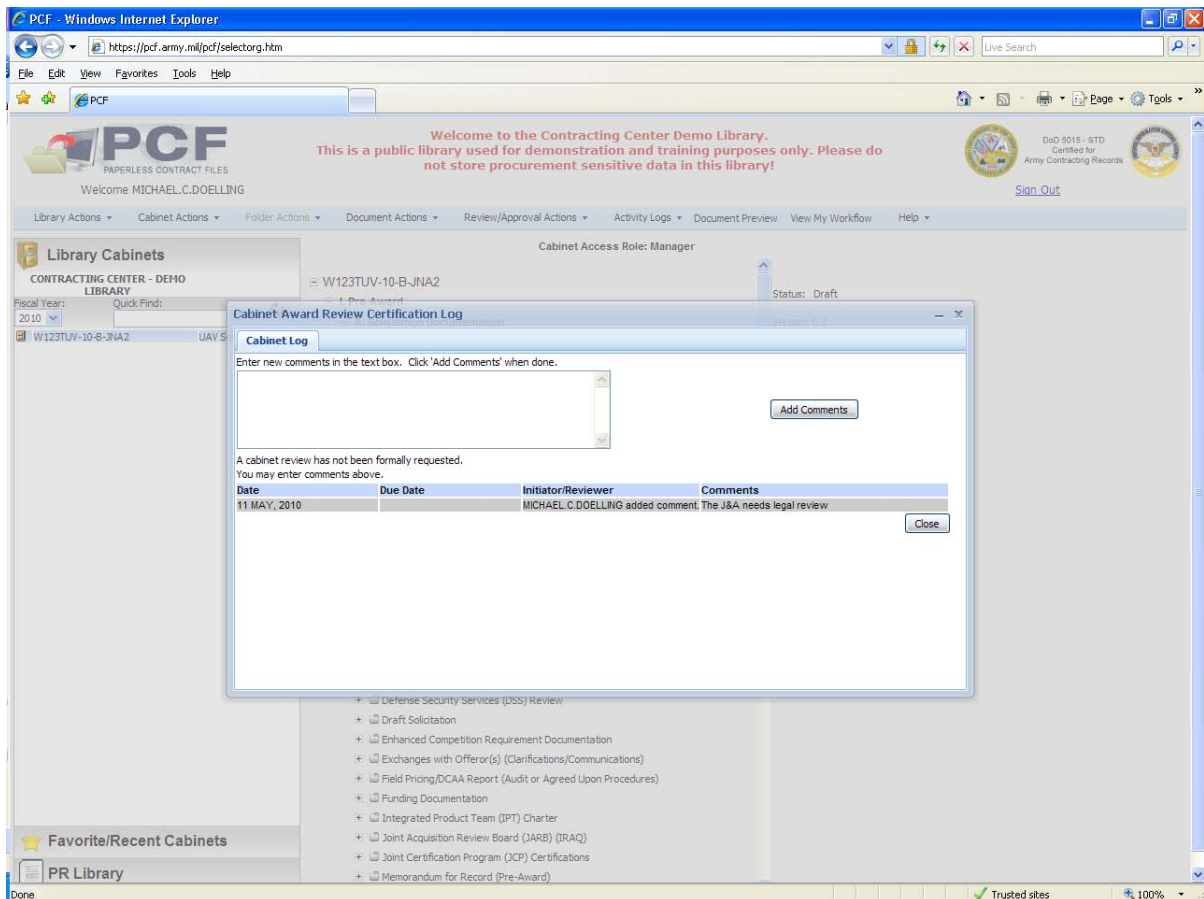 PCF - Windows Internet Explorer
https://pcf.army.mil/pcf/selectorg.htm
Live Search
File Edit View Favorites Tools Help
PCF
Page Tools
PCF
PAPERLESS CONTRACT FILES
Welcome MICHAEL.C.DOELLING
Welcome to the Contracting Center Demo Library.
This is a public library used for demonstration and training purposes only. Please do
not store procurement sensitive data in this library!
DoD 5015 - STD
Certified for
Army Contracting Records
Sign Out
Library Actions Cabinet Actions Folder Actions Document Actions Review/Approval Actions Activity Logs Document Preview View My Workflow Help
Library Cabinets
CONTRACTING CENTER - DEMO
LIBRARY
Fiscal Year: Quick Find:
2010
W123TUV-10-B-JNA2 UAV S
Cabinet Access Role: Manager
W123TUV-10-B-JNA2
I Pre Award
Status: Draft
Cabinet Award Review Certification Log
Cabinet Log
Enter new comments in the text box. Click 'Add Comments' when done.
Add Comments
A cabinet review has not been formally requested.
You may enter comments above.
Date Due Date Initiator/Reviewer Comments
11 MAY, 2010 MICHAEL.C.DOELLING added comment. The J&A needs legal review
Close
Defense Security Services (DSS) Review
Draft Solicitation
Enhanced Competition Requirement Documentation
Exchanges with Offeror(s) (Clarifications/Communications)
Field Pricing/DCAA Report (Audit or Agreed Upon Procedures)
Funding Documentation
Integrated Product Team (IPT) Charter
Joint Acquisition Review Board (JARB) (IRAQ)
Joint Certification Program (JCP) Certifications
Memorandum for Record (Pre-Award)
Favorite/Recent Cabinets
PR Library
Done
Trusted sites
100%